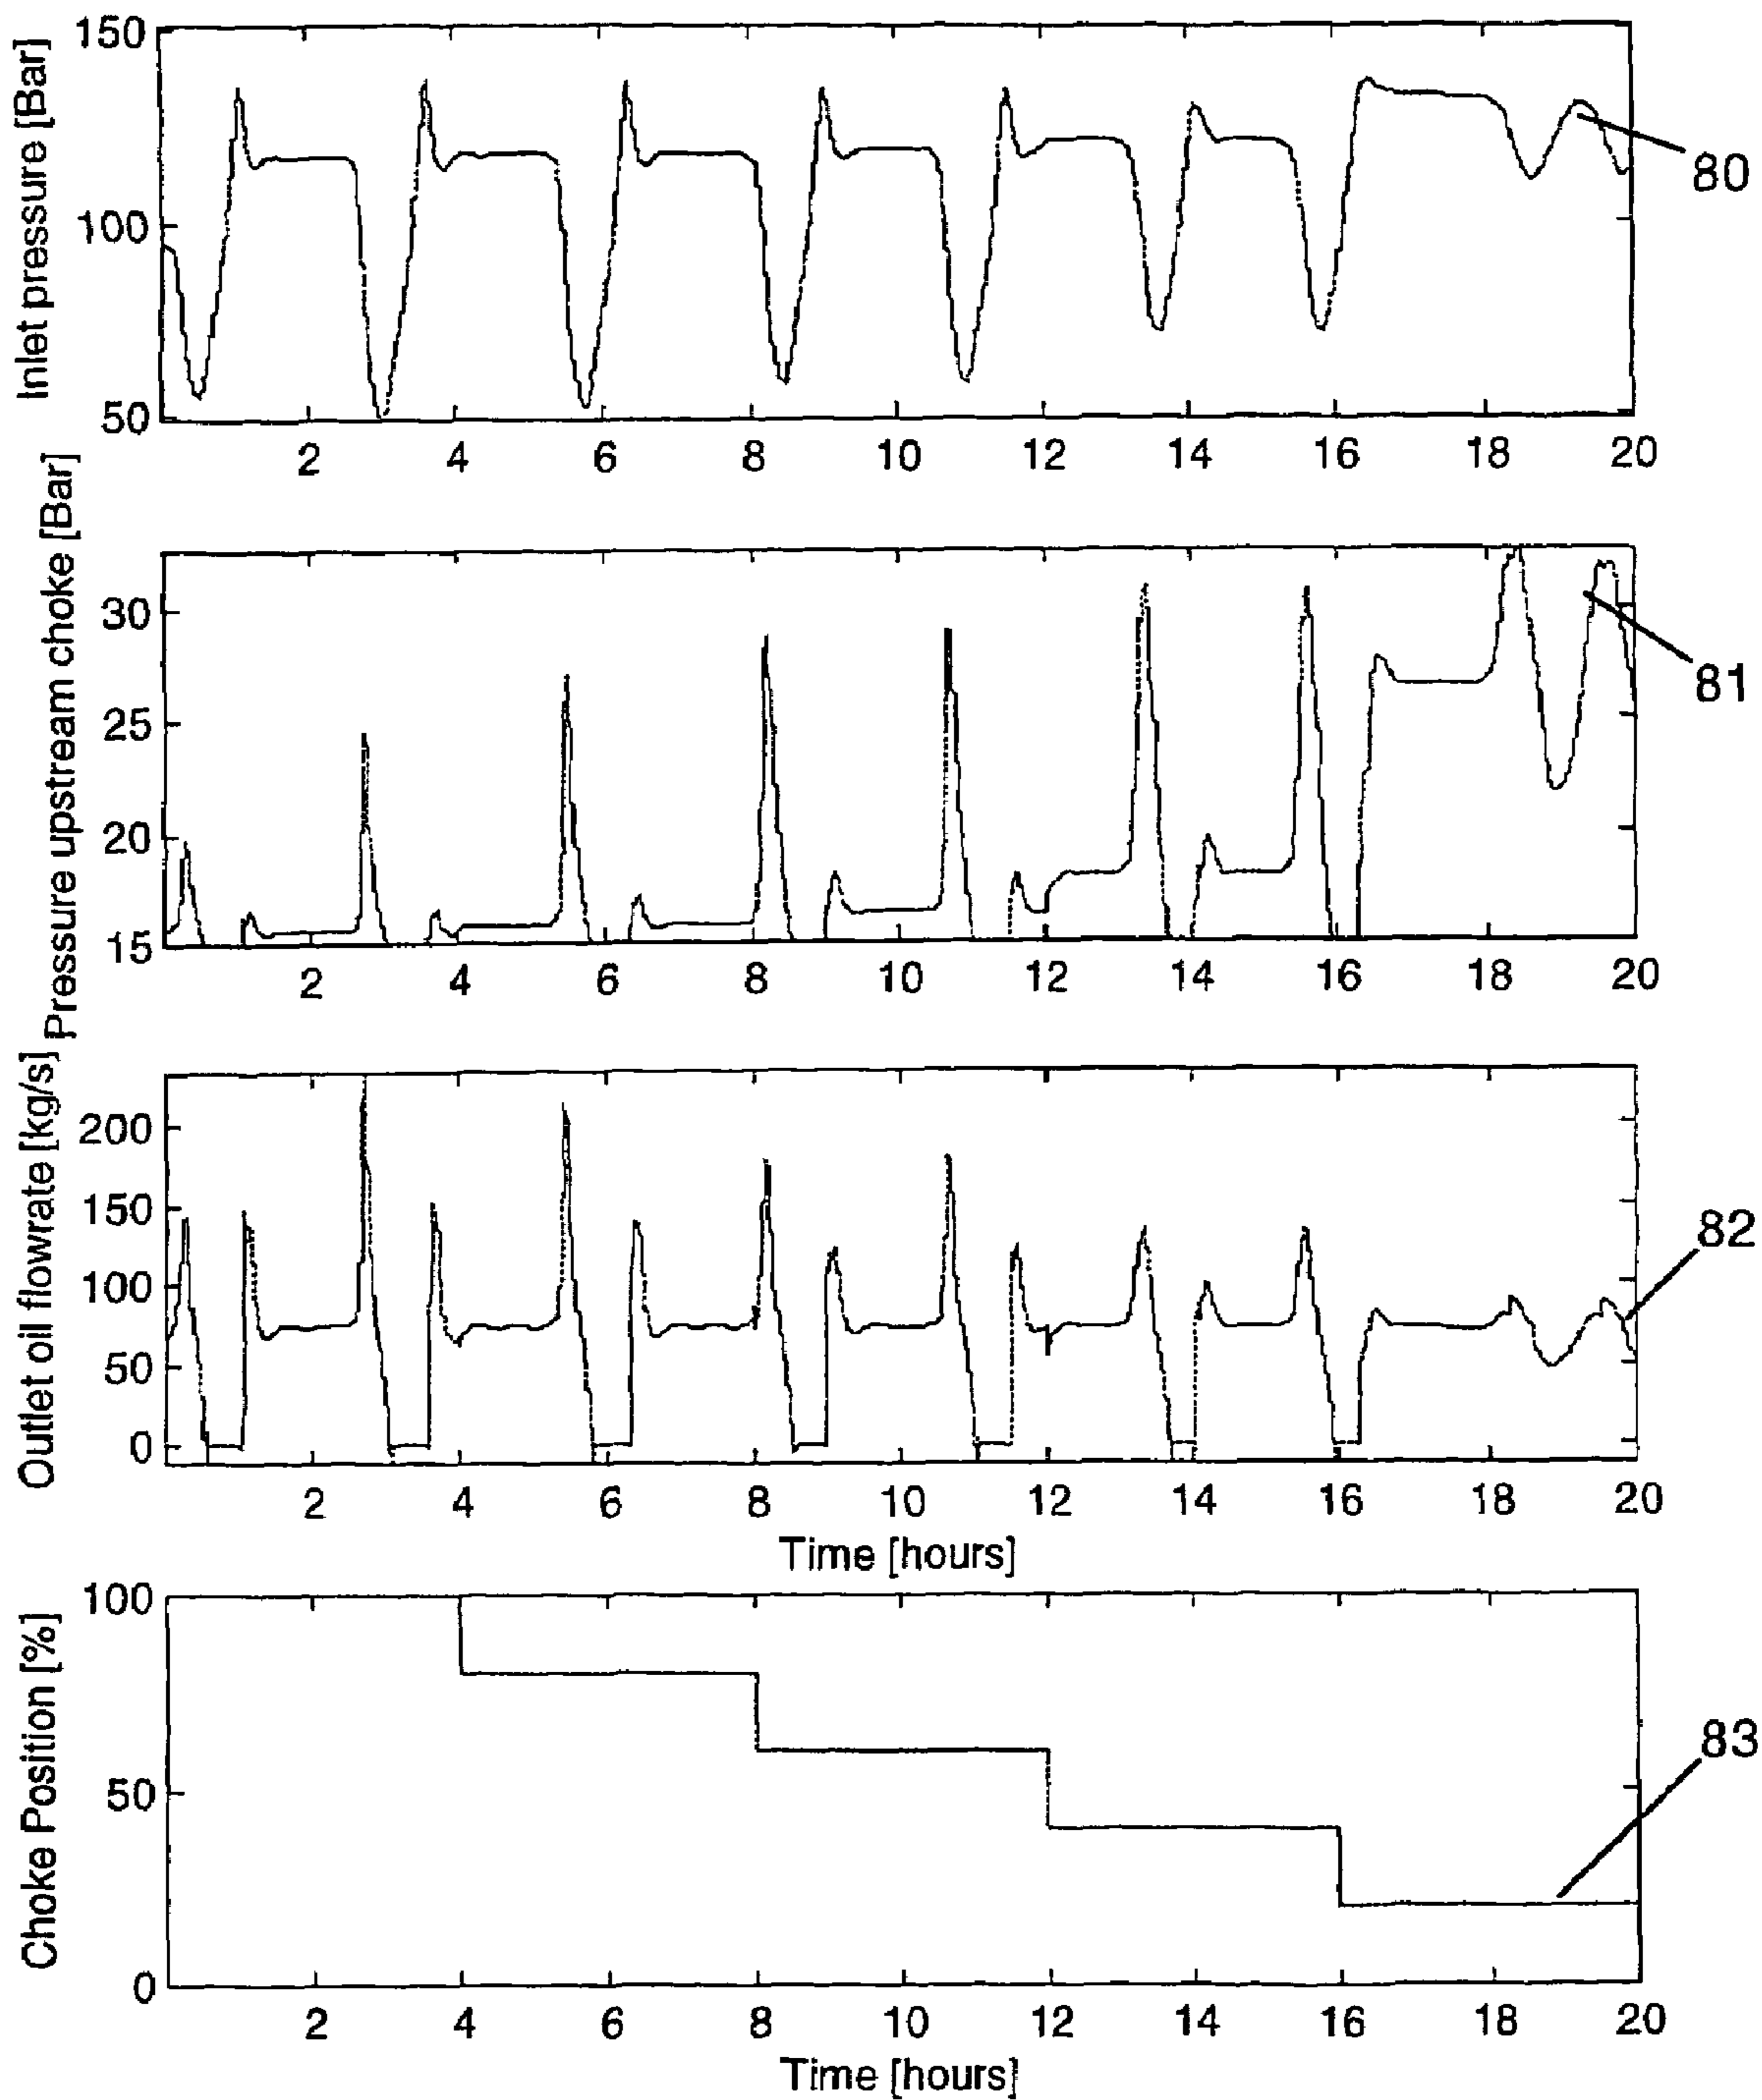 Inlet pressure [Bar]
150
100
50
2 4 6 8 10 12 14 16 18 20
80
Pressure upstream choke [Bar]
30
25
20
15
2 4 6 8 10 12 14 16 18 20
81
Outlet oil flowrate [kg/s]
200
150
100
50
0
2 4 6 8 10 12 14 16 18 20
Time [hours]
82
Choke Position [%]
100
50
0
2 4 6 8 10 12 14 16 18 20
Time [hours]
83